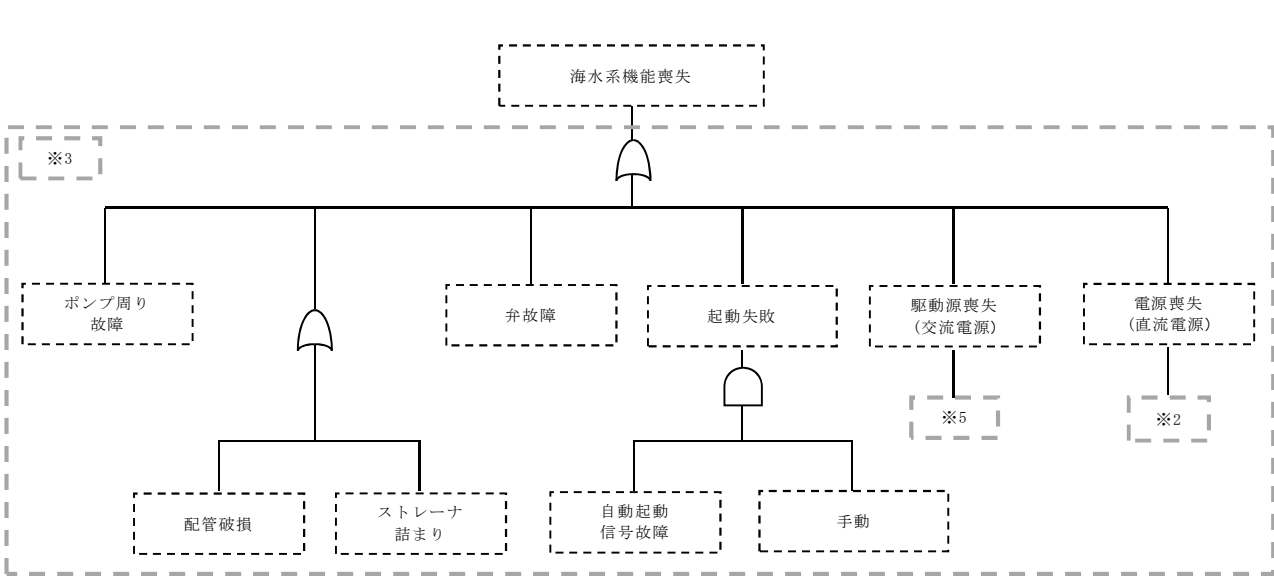 海水系機能喪失
※3
ポンプ周り
故障
弁故障
起動失敗
駆動源喪失
（交流電源）
電源喪失
（直流電源）
※5
※2
配管破損
ストレーナ
詰まり
自動起動
信号故障
手動